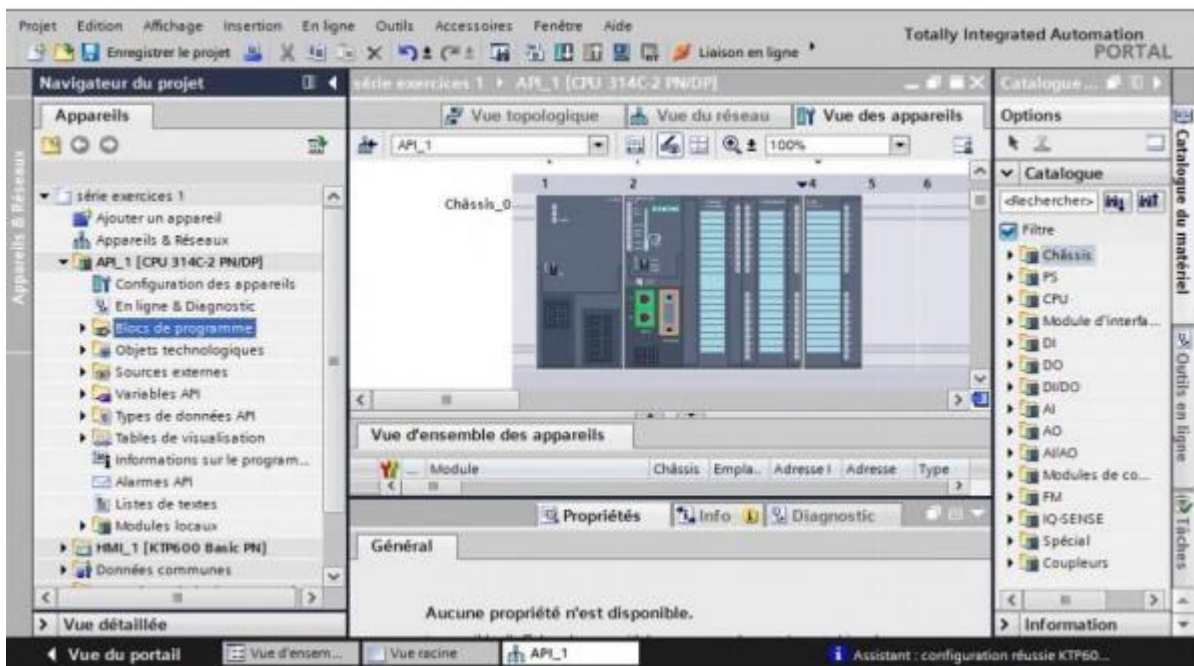 Projet Edition Affichage Insertion En ligne Outils Accessoires Fenêtre Aide
Totally Integrated Automation
PORTAL
Enregistrer le projet
Liaison en ligne
Navigateur du projet
Appareils
Appareils & Réseaux
série exercices 1
Ajouter un appareil
Appareils & Réseaux
API_1 [CPU 314C-2 PN/DP]
Configuration des appareils
En ligne & Diagnostic
Blocs de programme
Objets technologiques
Sources externes
Variables API
Types de données API
Tables de visualisation
Informations sur le program...
Alarmes API
Listes de textes
Modules locaux
HMI_1 [KTP600 Basic PN]
Données communes
Vue détaillée
série exercices 1 API_1 [CPU 314C-2 PN/DP]
Vue topologique Vue du réseau Vue des appareils
API_1
100%
1 2 4 5 6
Châssis_0
SIEMENS
Vue d'ensemble des appareils
... Module Châssis Empla... Adresse I Adresse Type
Propriétés Info Diagnostic
Général
Aucune propriété n'est disponible.
Catalogue ...
Options
Catalogue
<Rechercher>
Filtre
Châssis
PS
CPU
Module d'interfa...
DI
DO
DI/DO
AI
AO
AI/AO
Modules de co...
FM
IQ-SENSE
Spécial
Coupleurs
Information
Catalogue du matériel
Outils en ligne
Tâches
Vue du portail Vue d'ensem... Vue racine API_1
Assistant : configuration réussie KTP60...